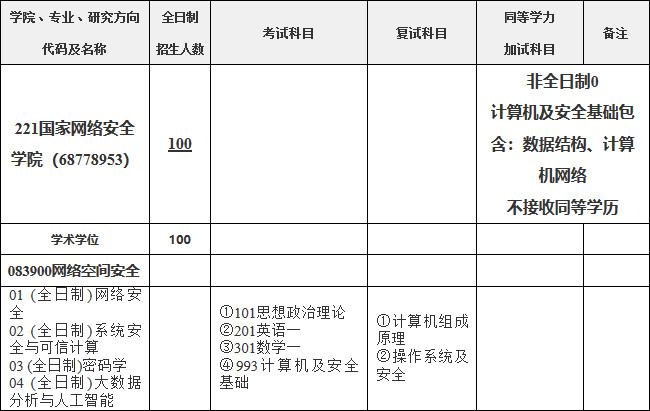 学院、专业、研究方向
代码及名称
全日制
招生人数
考试科目
复试科目
同等学力
加试科目
备注
221国家网络安全
学院（68778953）
100
非全日制0
计算机及安全基础包
含：数据结构、计算
机网络
不接收同等学历
学术学位
100
083900网络空间安全
01 (全日制)网络安
全
02 (全日制)系统安
全与可信计算
03 (全日制)密码学
04 (全日制)大数据
分析与人工智能
①101思想政治理论
②201英语一
③301数学一
④993计算机及安全
基础
①计算机组成
原理
②操作系统及
安全